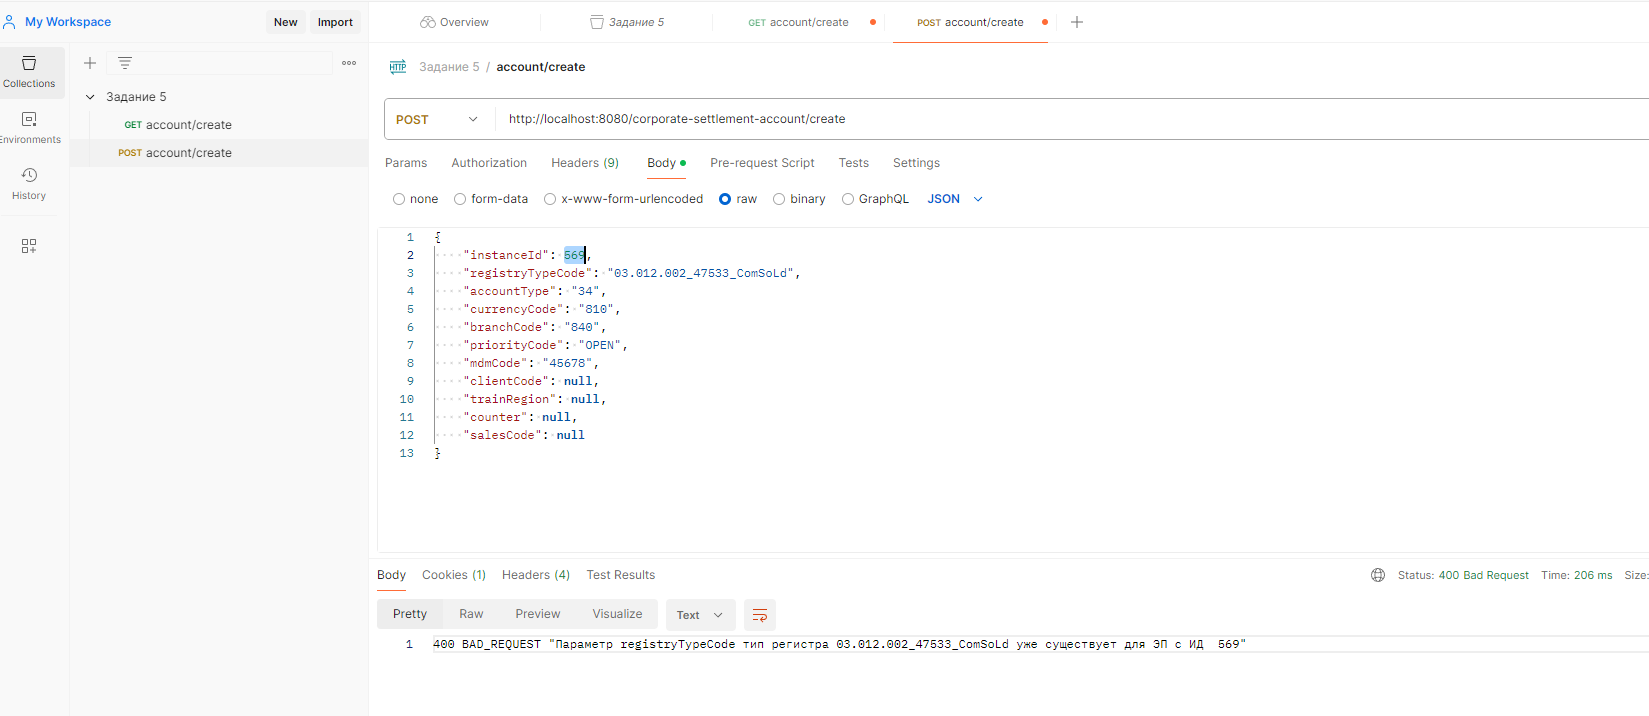 My Workspace
New
Import
Overview
Задание 5
GET account/create
POST account/create
Collections
Environments
History
Задание 5
GET account/create
POST account/create
HTTP
Задание 5 / account/create
POST
http://localhost:8080/corporate-settlement-account/create
Params
Authorization
Headers (9)
Body
Pre-request Script
Tests
Settings
none
form-data
x-www-form-urlencoded
raw
binary
GraphQL
JSON
1 {
2 "instanceId": 569,
3 "registryTypeCode": "03.012.002_47533_ComSoLd",
4 "accountType": "34",
5 "currencyCode": "810",
6 "branchCode": "840",
7 "priorityCode": "OPEN",
8 "mdmCode": "45678",
9 "clientCode": null,
10 "trainRegion": null,
11 "counter": null,
12 "salesCode": null
13 }
Body
Cookies (1)
Headers (4)
Test Results
Status: 400 Bad Request
Time: 206 ms
Size:
Pretty
Raw
Preview
Visualize
Text
1 400 BAD_REQUEST "Параметр registryTypeCode тип регистра 03.012.002_47533_ComSoLd уже существует для ЭП с ИД  569"